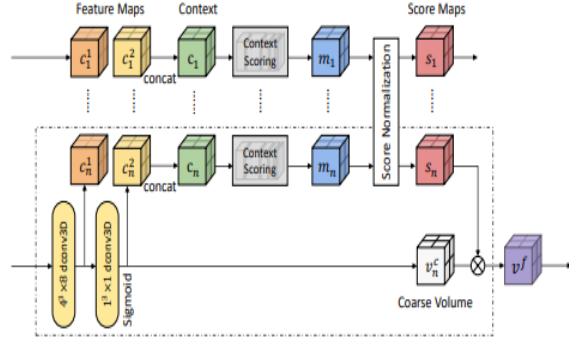 Feature Maps Context Score Maps
c₁¹ c₁² c₁ Context Scoring m₁ s₁
concat
Score Normalization
cₙ¹ cₙ² cₙ Context Scoring mₙ sₙ
concat
4³ ×8 dconv3D
1³ ×1 dconv3D
Sigmoid
vₙᶜ
vᶠ
Coarse Volume